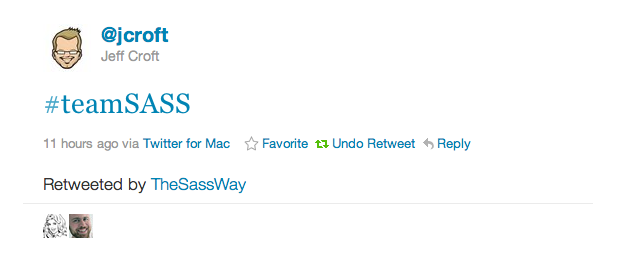 @jcroft
Jeff Croft
#teamSASS
11 hours ago via Twitter for Mac Favorite Undo Retweet Reply
Retweeted by TheSassWay